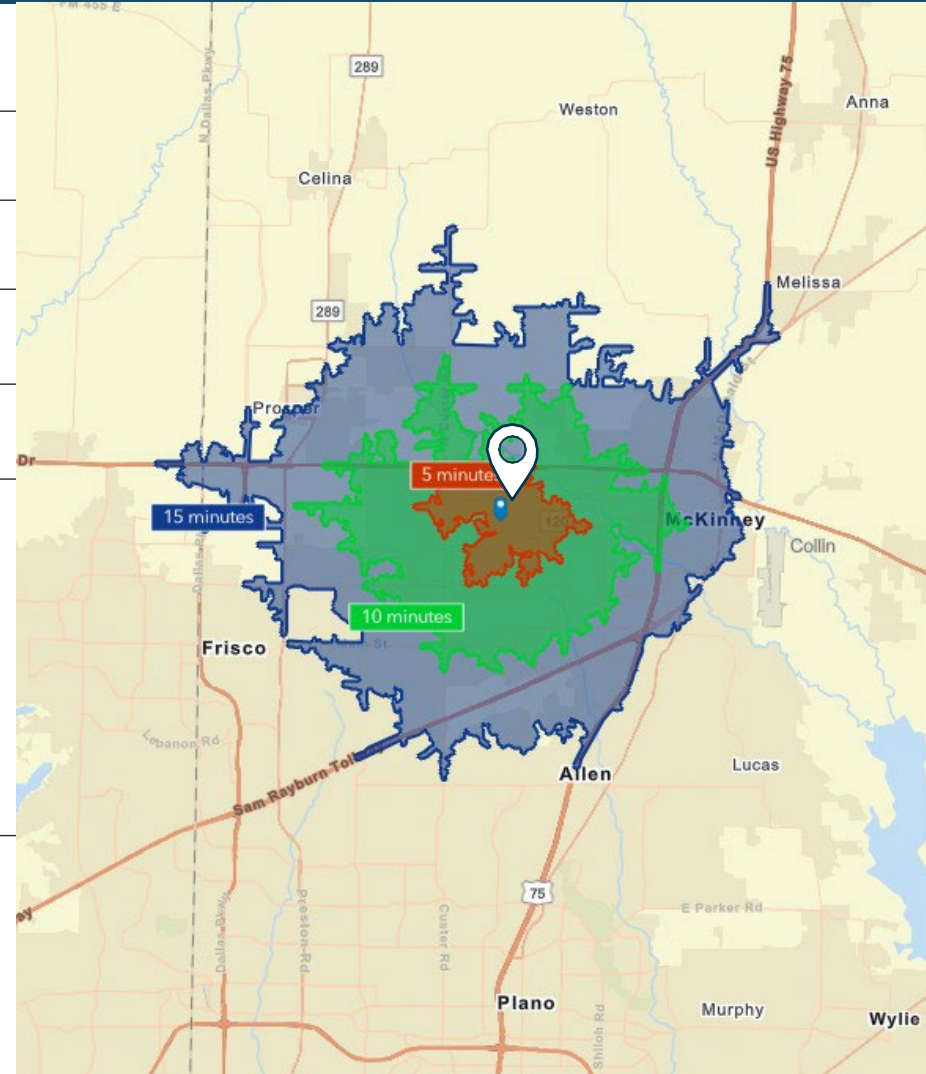 FM 455 m
N Dallas Pkwy
289
US Highway 75
Anna
Weston
Celina
Melissa
289
Prosper
Dr
5 minutes
15 minutes
120
McKinney
Collin
10 minutes
Main St
Frisco
Lebanon Rd
Sam Rayburn Toll
Allen
Lucas
75
Preston Rd
Custer Rd
E Parker Rd
Dallas Pkwy
ay
Plano
Murphy
Shiloh Rd
Wylie